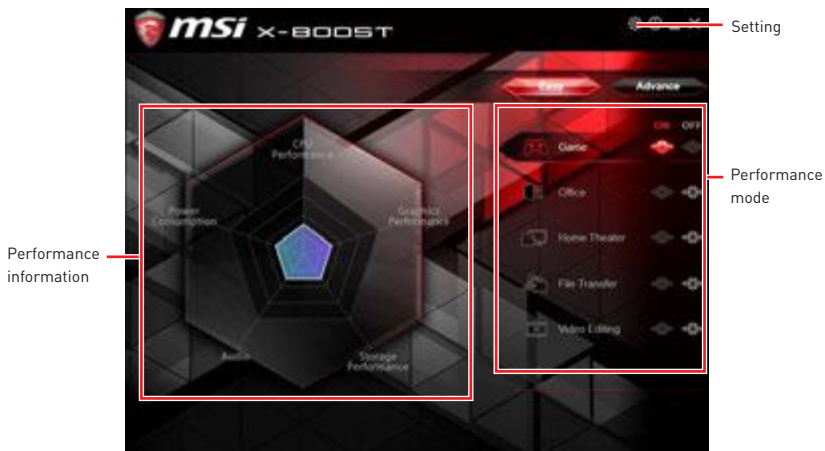 msi X-BOOST
Setting
Easy
Advance
ON OFF
Game
Office
Home Theater
File Transfer
Video Editing
Performance
mode
CPU
Performance
Power
Consumption
Graphics
Performance
Audio
Storage
Performance
Performance
information